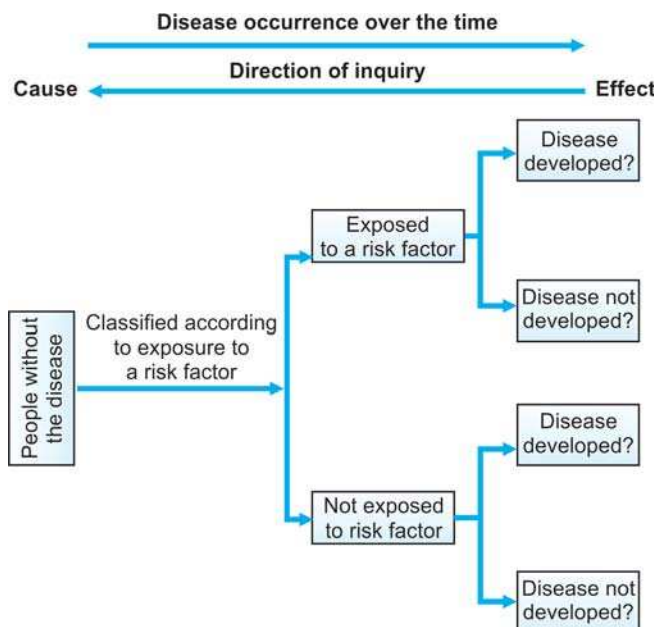 Disease occurrence over the time
Direction of inquiry
Cause
Effect
Disease
developed?
Exposed
to a risk factor
Disease not
developed?
People without
the disease
Classified according
to exposure to
a risk factor
Disease
developed?
Not exposed
to risk factor
Disease not
developed?